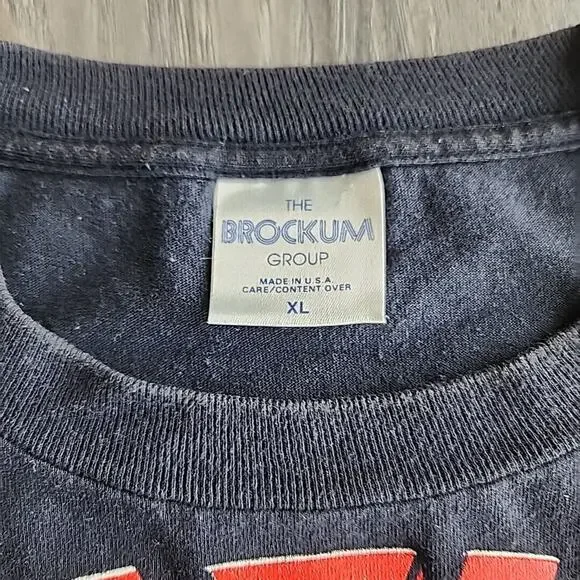 THE
BROCKUM
GROUP
MADE IN U.S.A.
CARE/CONTENT OVER
XL